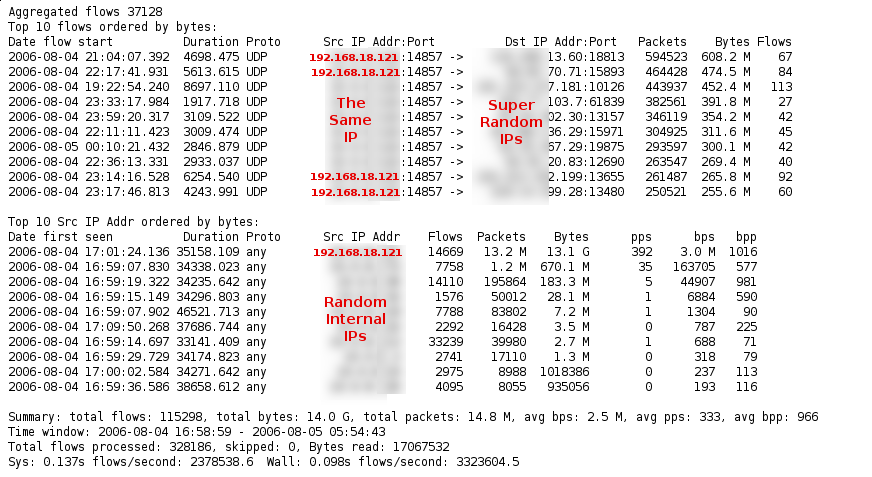 Aggregated flows 37128
Top 10 flows ordered by bytes:
Date flow start Duration Proto Src IP Addr:Port Dst IP Addr:Port Packets Bytes Flows
2006-08-04 21:04:07.392 4698.475 UDP 192.168.18.121:14857 -> 13.60:18813 594523 608.2 M 67
2006-08-04 22:17:41.931 5613.615 UDP 192.168.18.121:14857 -> 70.71:15893 464428 474.5 M 84
2006-08-04 19:22:54.240 8697.110 UDP :14857 -> 7.181:10126 443937 452.4 M 113
2006-08-04 23:33:17.984 1917.718 UDP :14857 -> 103.7:61839 382561 391.8 M 27
2006-08-04 23:59:20.317 3109.522 UDP :14857 -> 02.30:13157 346119 354.2 M 42
2006-08-04 22:11:11.423 3009.474 UDP :14857 -> 36.29:15971 304925 311.6 M 45
2006-08-05 00:10:21.432 2846.879 UDP :14857 -> 67.29:19875 293597 300.1 M 42
2006-08-04 22:36:13.331 2933.037 UDP :14857 -> 20.83:12690 263547 269.4 M 40
2006-08-04 23:14:16.528 6254.540 UDP 192.168.18.121:14857 -> 2.199:13655 261487 265.8 M 92
2006-08-04 23:17:46.813 4243.991 UDP 192.168.18.121:14857 -> 99.28:13480 250521 255.6 M 60
The
Same
IP
Super
Random
IPs
Top 10 Src IP Addr ordered by bytes:
Date first seen Duration Proto Src IP Addr Flows Packets Bytes pps bps bpp
2006-08-04 17:01:24.136 35158.109 any 192.168.18.121 14669 13.2 M 13.1 G 392 3.0 M 1016
2006-08-04 16:59:07.830 34338.023 any 7758 1.2 M 670.1 M 35 163705 577
2006-08-04 16:59:19.322 34235.642 any 14110 195864 183.3 M 5 44907 981
2006-08-04 16:59:15.149 34296.803 any 1576 50012 28.1 M 1 6884 590
2006-08-04 16:59:07.902 46521.713 any 7788 83802 7.2 M 1 1304 90
2006-08-04 17:09:50.268 37686.744 any 2292 16428 3.5 M 0 787 225
2006-08-04 16:59:14.697 33141.409 any 33239 39980 2.7 M 1 688 71
2006-08-04 16:59:29.729 34174.823 any 2741 17110 1.3 M 0 318 79
2006-08-04 17:00:02.584 34271.642 any 2975 8988 1018386 0 237 113
2006-08-04 16:59:36.586 38658.612 any 4095 8055 935056 0 193 116
Random
Internal
IPs
Summary: total flows: 115298, total bytes: 14.0 G, total packets: 14.8 M, avg bps: 2.5 M, avg pps: 333, avg bpp: 966
Time window: 2006-08-04 16:58:59 - 2006-08-05 05:54:43
Total flows processed: 328186, skipped: 0, Bytes read: 17067532
Sys: 0.137s flows/second: 2378538.6 Wall: 0.098s flows/second: 3323604.5